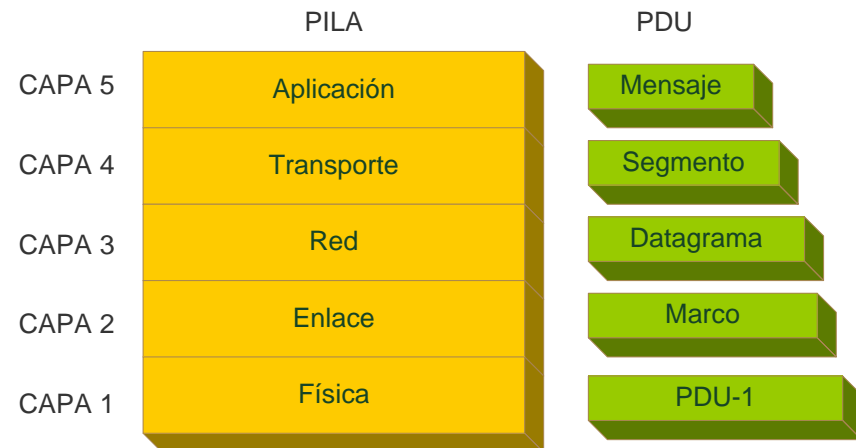 PILA PDU
CAPA 5 Aplicación Mensaje
CAPA 4 Transporte Segmento
CAPA 3 Red Datagrama
CAPA 2 Enlace Marco
CAPA 1 Física PDU-1